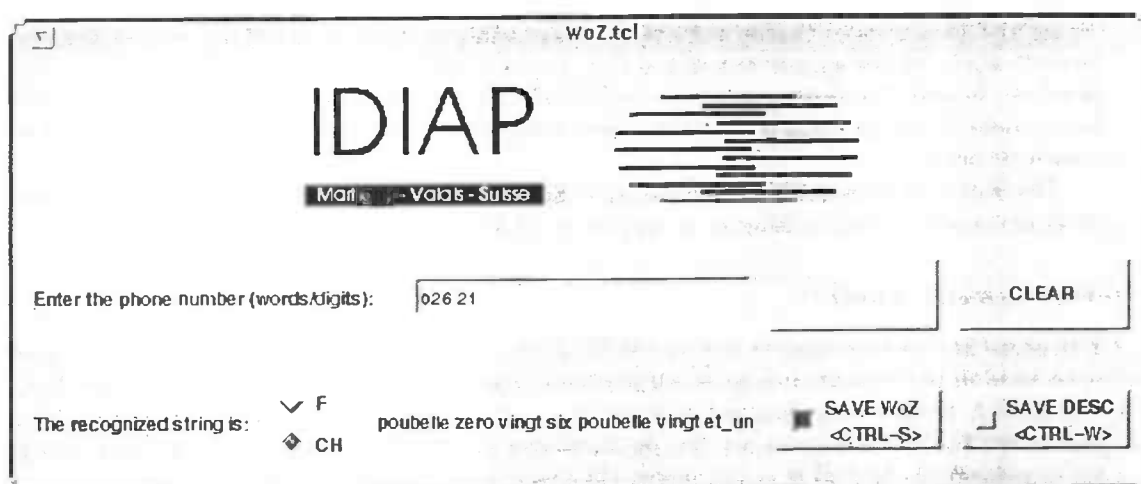 WoZ.tcl
IDIAP
Valais - Suisse
Enter the phone number (words/digits): 026 21 CLEAR
F SAVE WoZ SAVE DESC
The recognized string is: poubelle zero vingt six poubelle vingt et_un
CH <CTRL-S> <CTRL-W>